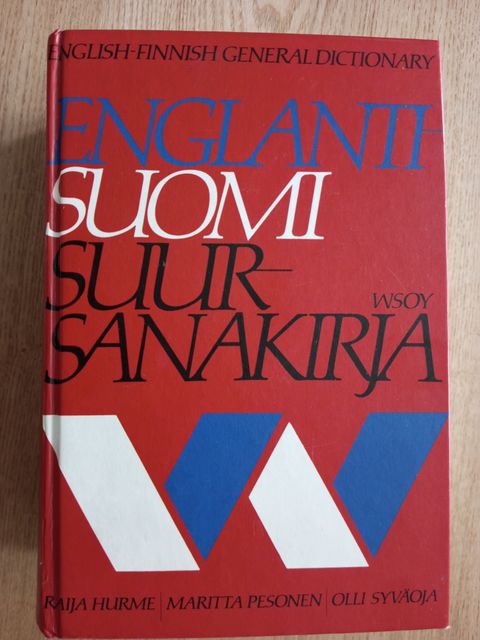 ENGLISH-FINNISH GENERAL DICTIONARY
ENGLANTI-
SUOMI
SUUR-
WSOY
SANAKIRJA
RAIJA HURME | MARITTA PESONEN | OLLI SYVÄOJA